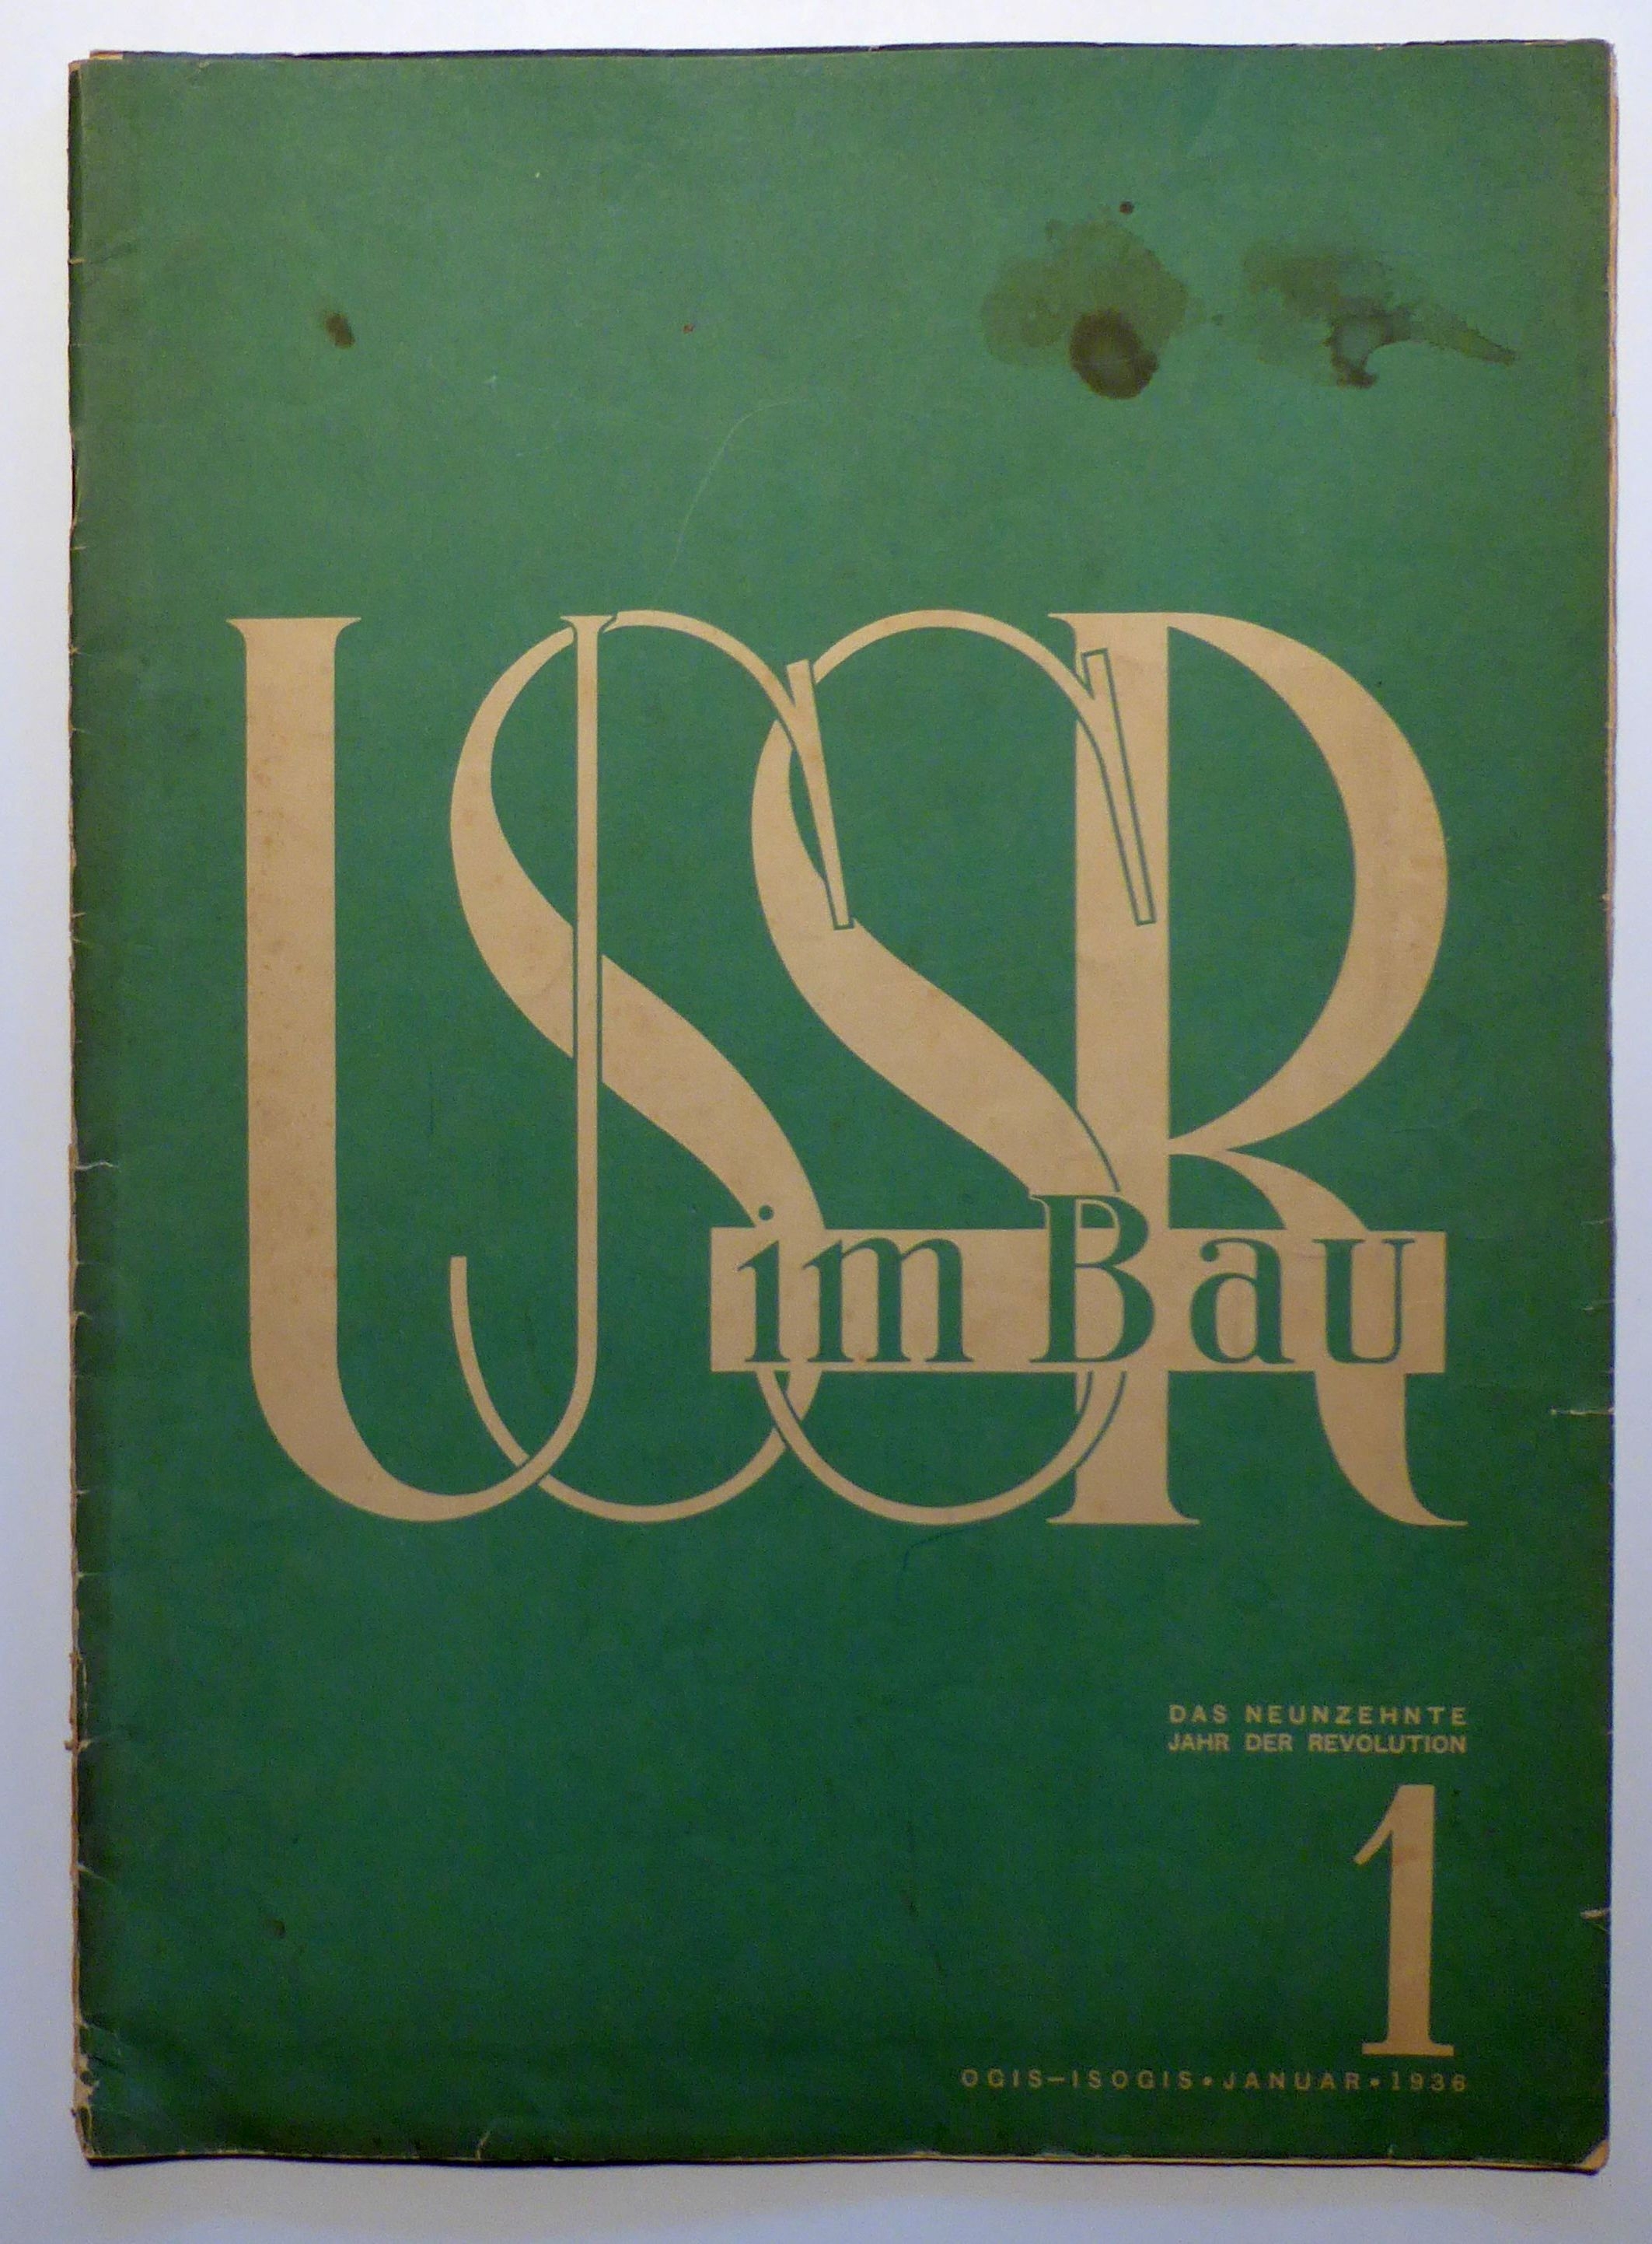 USSR
im Bau
DAS NEUNZEHNTE
JAHR DER REVOLUTION
1
OGIS–ISOGIS•JANUAR•1936